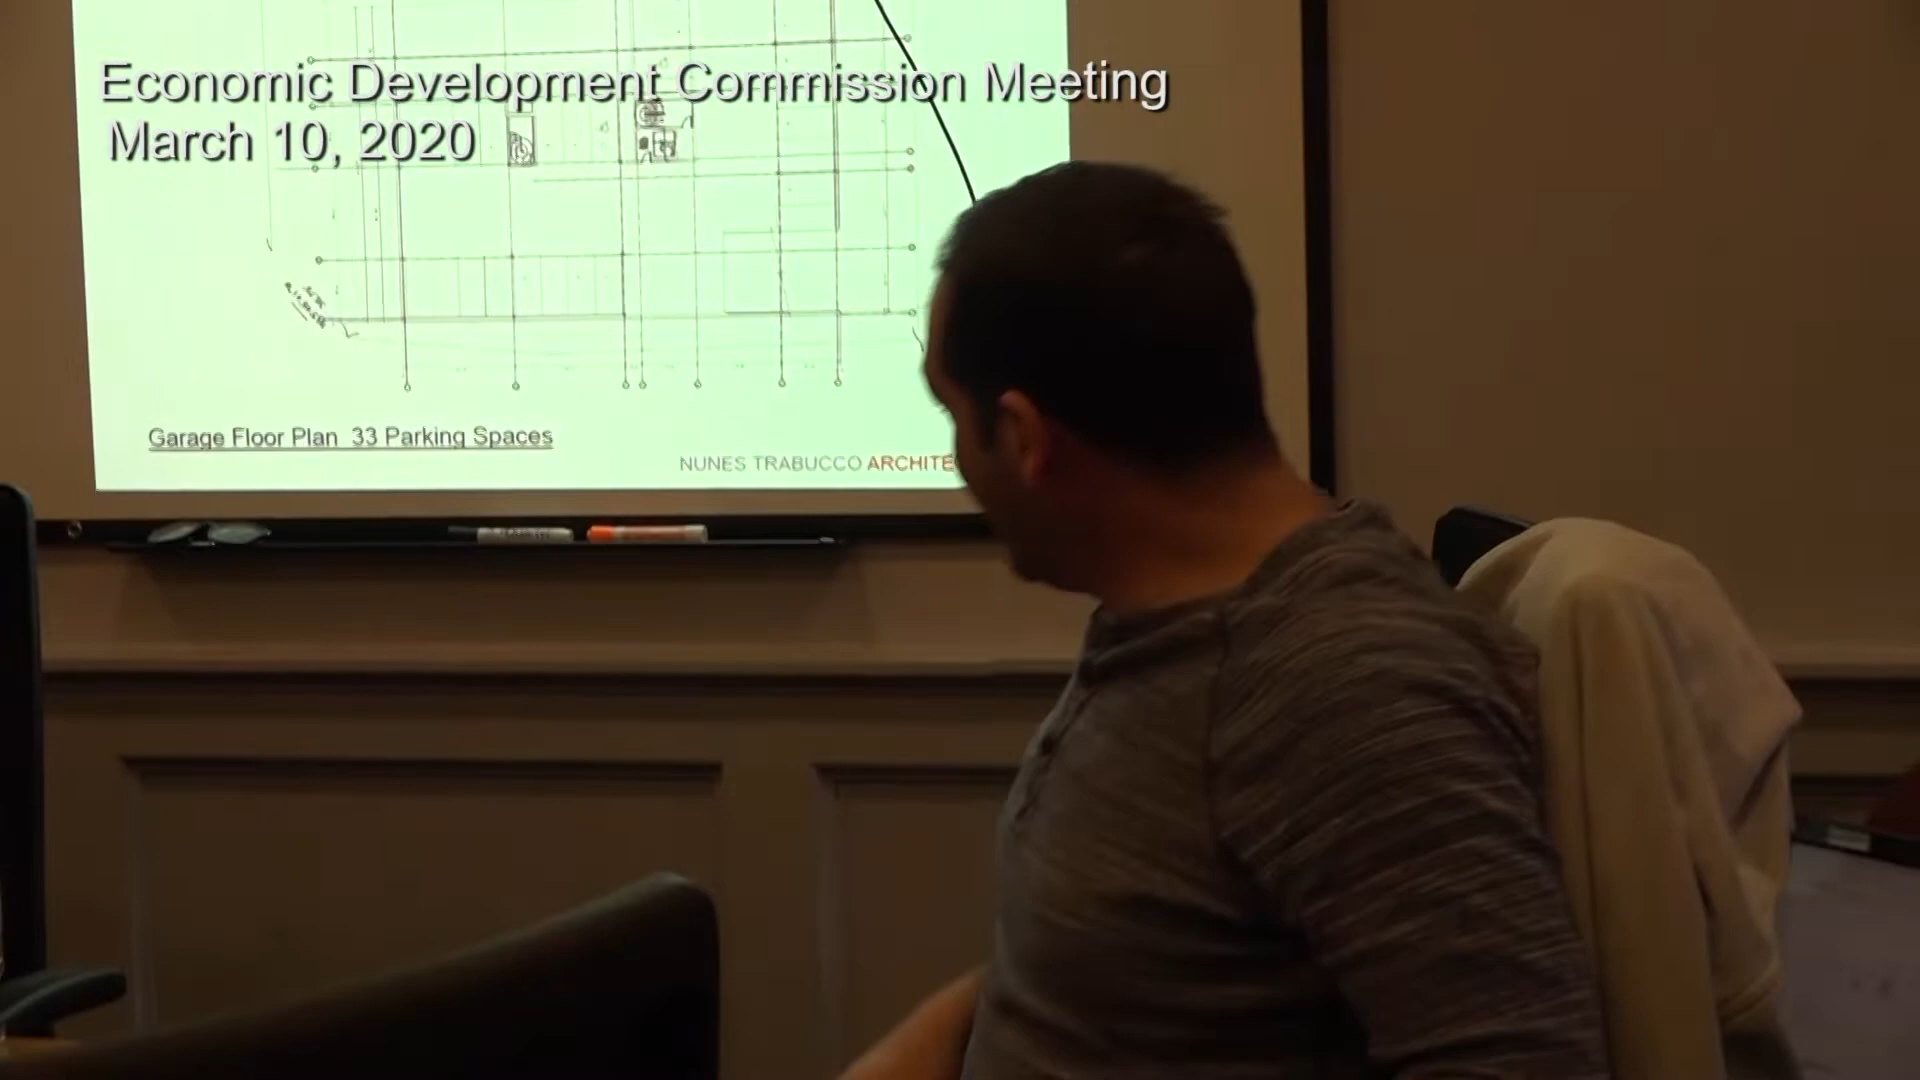 Economic Development Commission Meeting
March 10, 2020
Garage Floor Plan 33 Parking Spaces
NUNES TRABUCCO ARCHITE